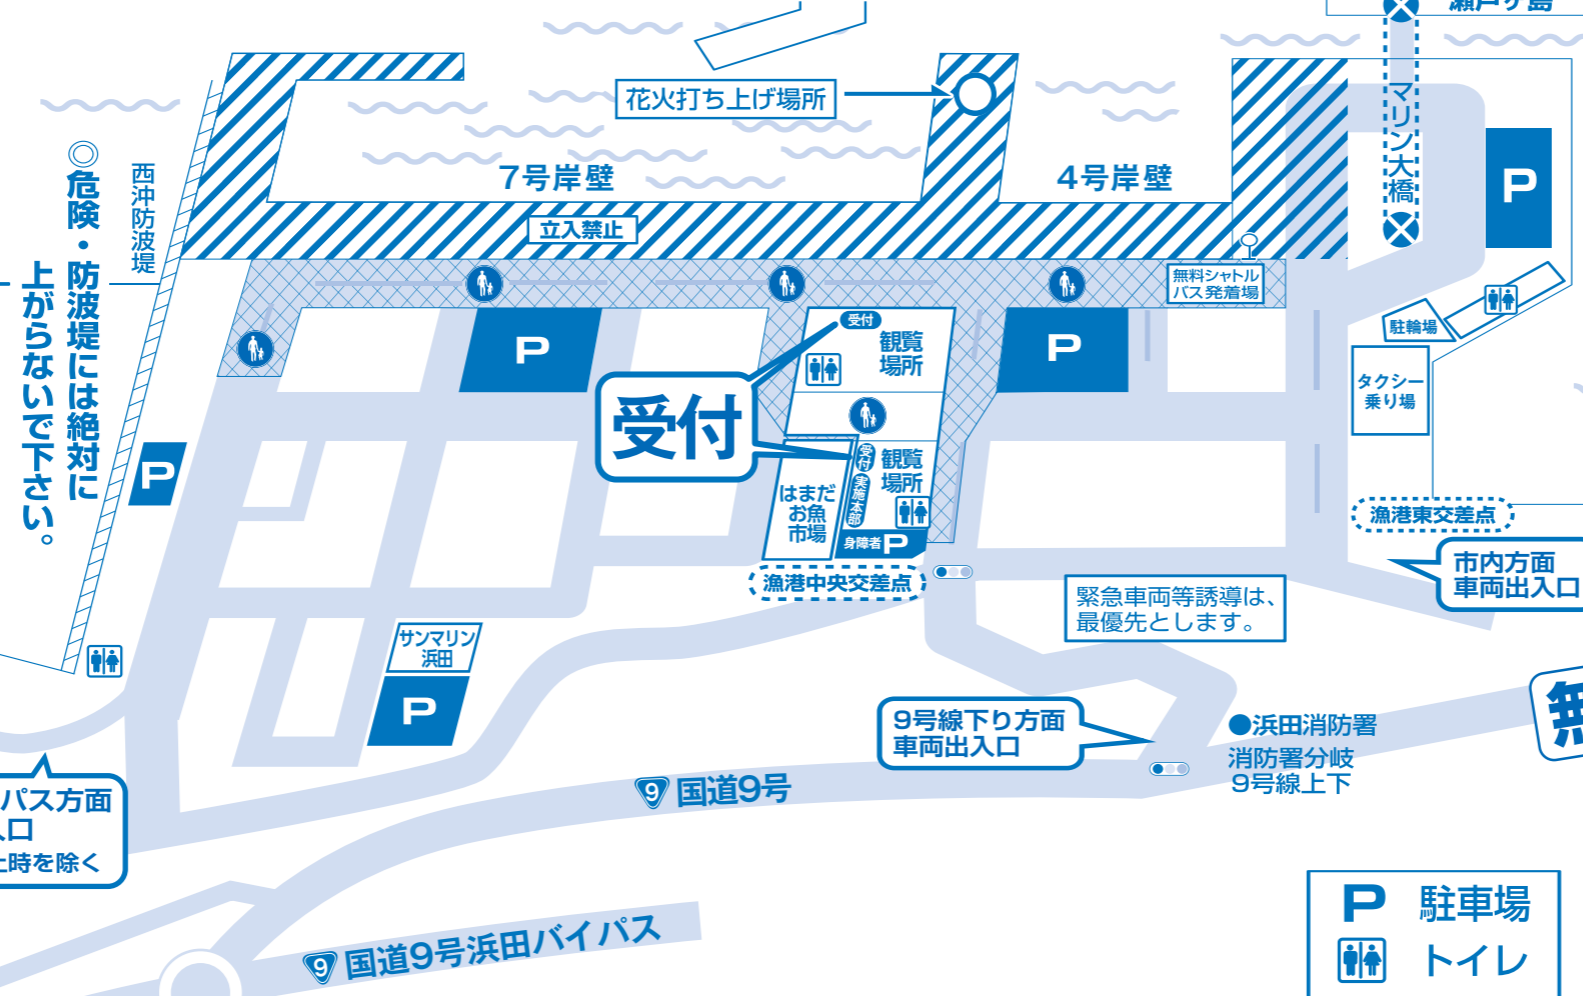 瀬戸ヶ島
マリン大橋
花火打ち上げ場所
7号岸壁
4号岸壁
立入禁止
西沖防波堤
◎危険・防波堤には絶対に
上がらないで下さい。
無料シャトル
バス発着場
P
駐輪場
タクシー
乗り場
P
P
P
受付
観覧
場所
受付
受付
観覧
場所
実施本部
はまだ
お魚
市場
身障者P
漁港中央交差点
漁港東交差点
市内方面
車両出入口
緊急車両等誘導は、
最優先とします。
サンマリン
浜田
P
9号線下り方面
車両出入口
●浜田消防署
消防署分岐
9号線上下
無
パス方面
入口
止時を除く
9 国道9号
9 国道9号浜田バイパス
P 駐車場
トイレ